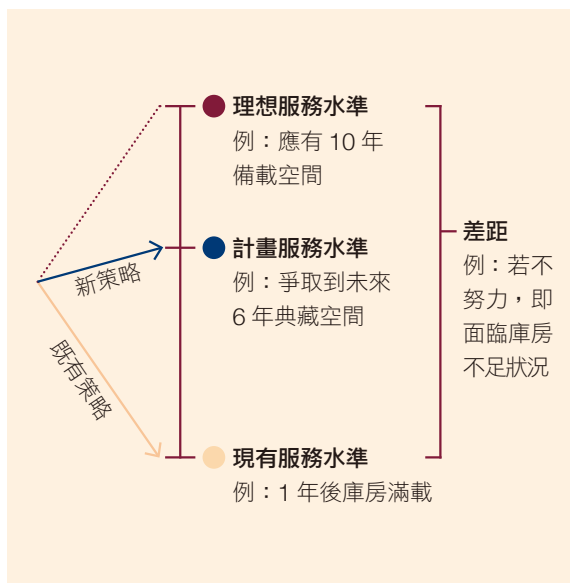 理想服務水準
例：應有 10 年
備載空間
計畫服務水準
例：爭取到未來
6 年典藏空間
新策略
既有策略
現有服務水準
例：1 年後庫房滿載
差距
例：若不
努力，即
面臨庫房
不足狀況